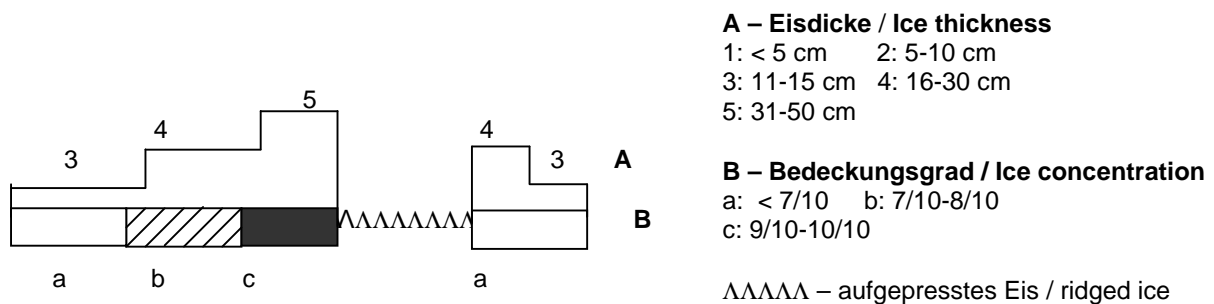 5
4
4
3
3
A
ΛΛΛΛΛΛΛΛ
B
a
b
c
a
A – Eisdicke / Ice thickness
1: < 5 cm 2: 5-10 cm
3: 11-15 cm 4: 16-30 cm
5: 31-50 cm
B – Bedeckungsgrad / Ice concentration
a: < 7/10 b: 7/10-8/10
c: 9/10-10/10
ΛΛΛΛΛ – aufgepresstes Eis / ridged ice